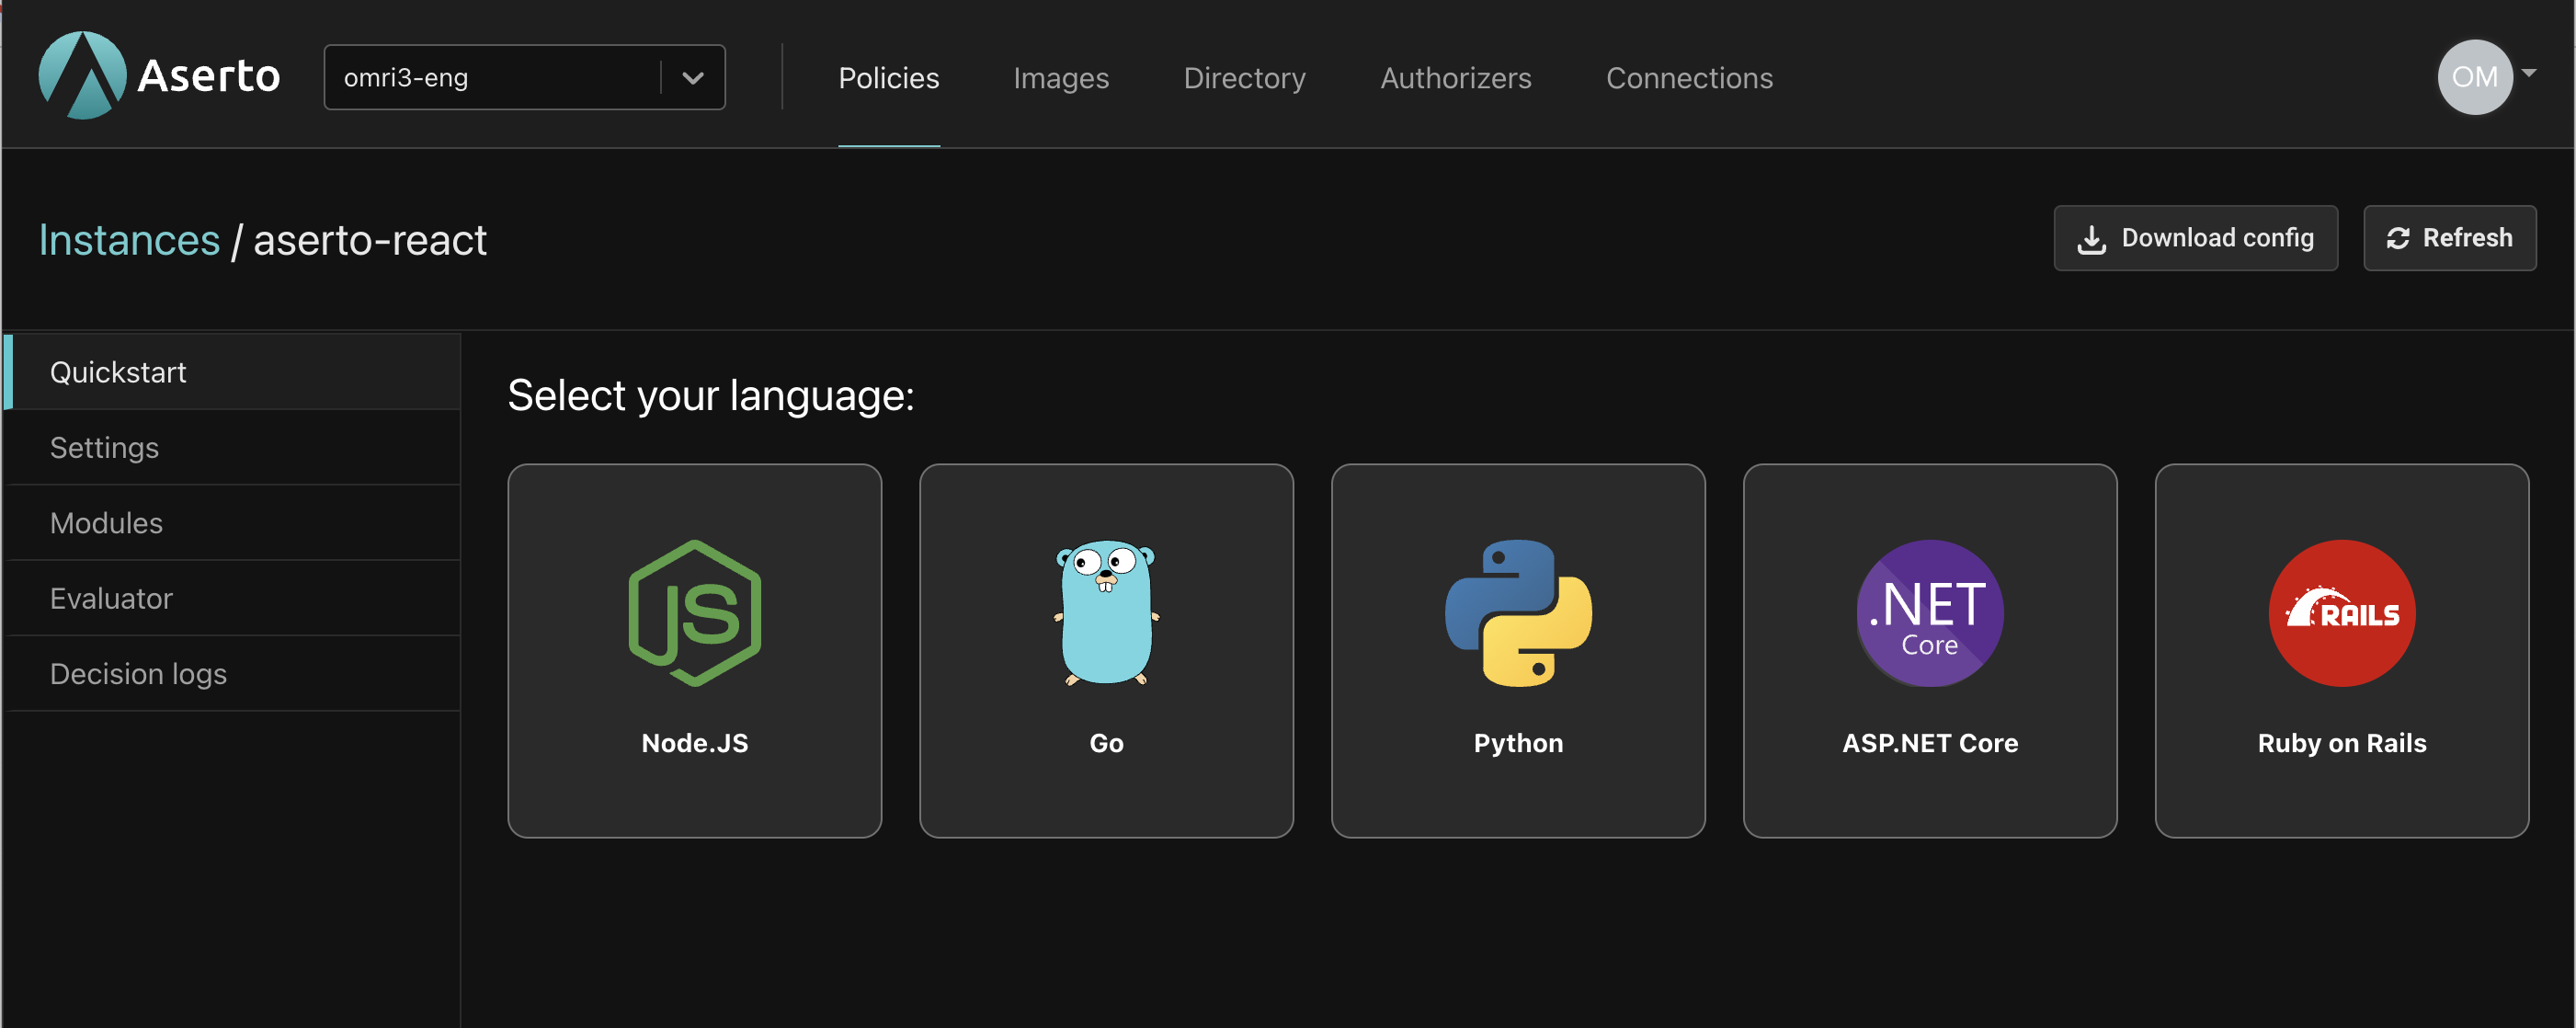 Aserto
omri3-eng
Policies
Images
Directory
Authorizers
Connections
OM
Instances / aserto-react
Download config
Refresh
Quickstart
Settings
Modules
Evaluator
Decision logs
Select your language:
JS
Node.JS
Go
Python
.NET
Core
ASP.NET Core
RAILS
Ruby on Rails